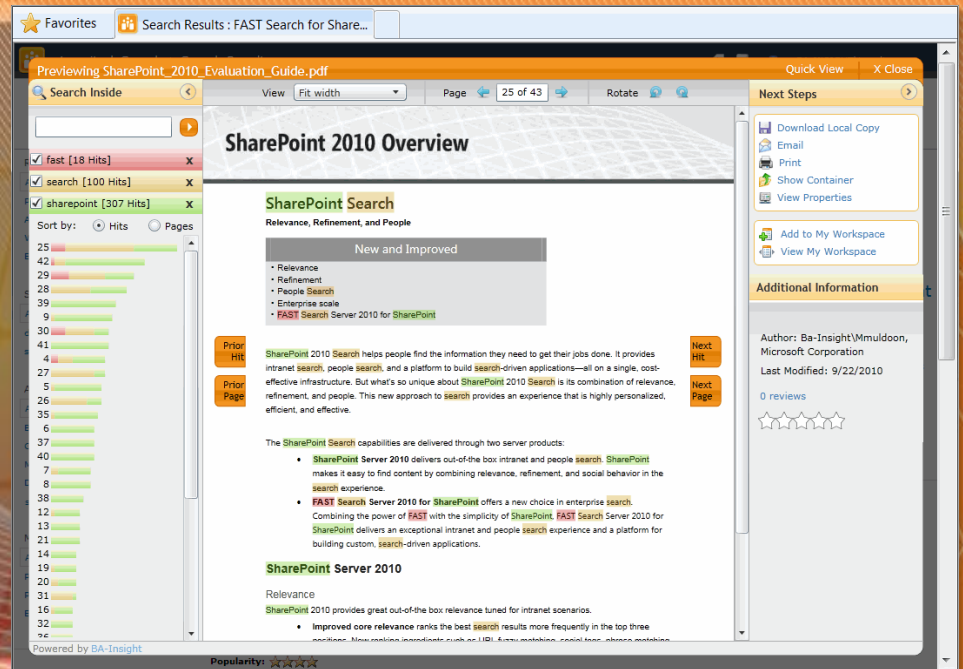 Favorites
Search Results : FAST Search for Share...
Previewing SharePoint_2010_Evaluation_Guide.pdf
Quick View
X Close
Search Inside
View
Fit width
Page
25 of 43
Rotate
Next Steps
fast [18 Hits] x
search [100 Hits] x
sharepoint [307 Hits] x
Sort by: Hits Pages
25
42
29
28
39
9
30
41
4
27
5
26
35
6
37
40
7
8
38
12
13
21
14
19
20
31
16
32
SharePoint 2010 Overview
SharePoint Search
Relevance, Refinement, and People
New and Improved
• Relevance
• Refinement
• People Search
• Enterprise scale
• FAST Search Server 2010 for SharePoint
Prior Hit
Prior Page
Next Hit
Next Page
SharePoint 2010 Search helps people find the information they need to get their jobs done. It provides
intranet search, people search, and a platform to build search-driven applications—all on a single, cost-
effective infrastructure. But what's so unique about SharePoint 2010 Search is its combination of relevance,
refinement, and people. This new approach to search provides an experience that is highly personalized,
efficient, and effective.
The SharePoint Search capabilities are delivered through two server products:
• SharePoint Server 2010 delivers out-of-the box intranet and people search. SharePoint
makes it easy to find content by combining relevance, refinement, and social behavior in the
search experience.
• FAST Search Server 2010 for SharePoint offers a new choice in enterprise search.
Combining the power of FAST with the simplicity of SharePoint, FAST Search Server 2010 for
SharePoint delivers an exceptional intranet and people search experience and a platform for
building custom, search-driven applications.
SharePoint Server 2010
Relevance
SharePoint 2010 provides great out-of-the box relevance tuned for intranet scenarios.
• Improved core relevance ranks the best search results more frequently in the top three
Download Local Copy
Email
Print
Show Container
View Properties
Add to My Workspace
View My Workspace
Additional Information
Author: Ba-Insight\Mmuldoon,
Microsoft Corporation
Last Modified: 9/22/2010
0 reviews
Powered by BA-Insight
Popularity: